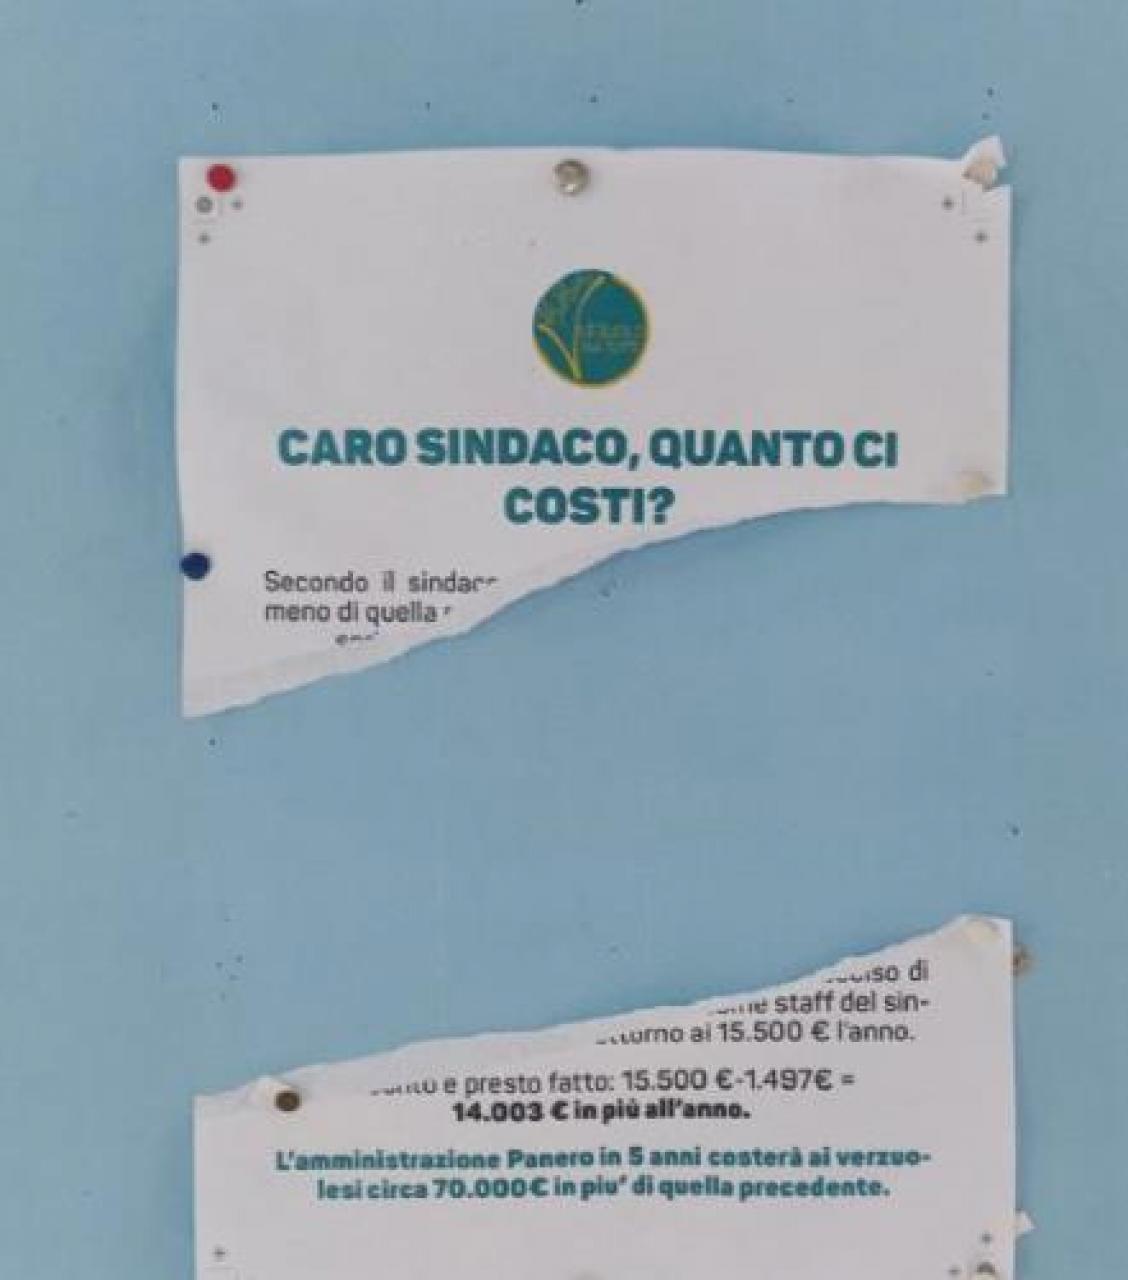 CARO SINDACO, QUANTO CI
COSTI?
Secondo il
meno di quella
di
staff del sin-
ai 15.500 € l'anno.
e presto fatto: 15.500 €-1.497€ =
14.003 € in più all'anno.
L'amministrazione Panero in 5 anni costerà ai verzuo-
lesi circa 70.000€ in piu' di quella precedente.